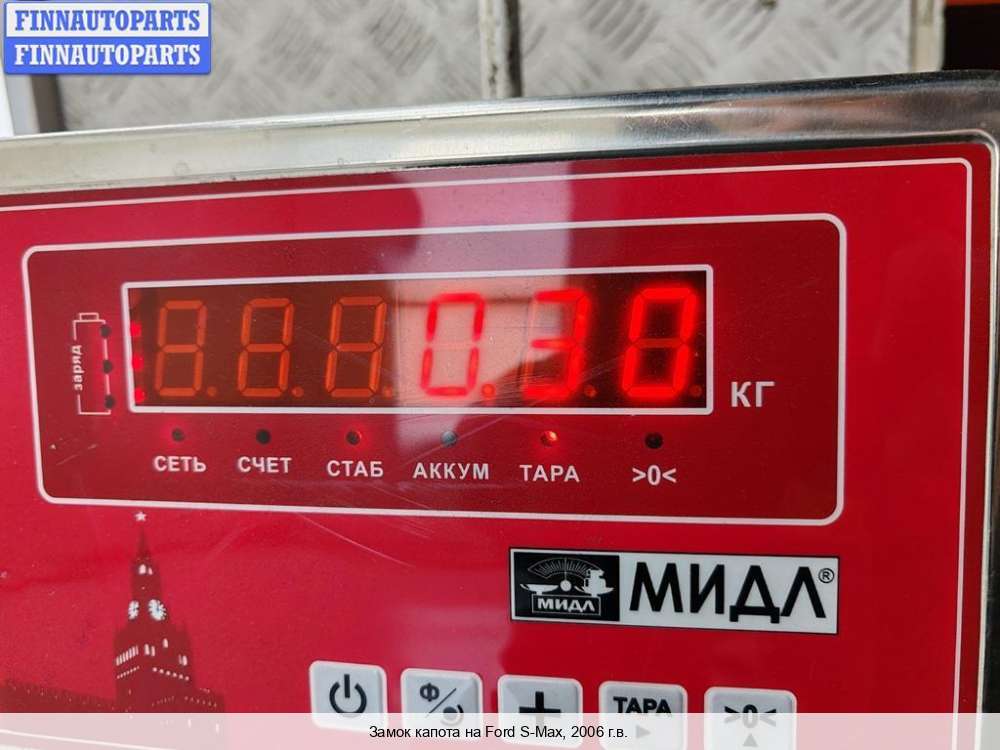 FINNAUTOPARTS
FINNAUTOPARTS
заряд
0.30
КГ
СЕТЬ СЧЕТ СТАБ АККУМ ТАРА >0<
МИДЛ МИДЛ®
Ф ТАРА >0<
Замок капота на Ford S-Max, 2006 г.в.